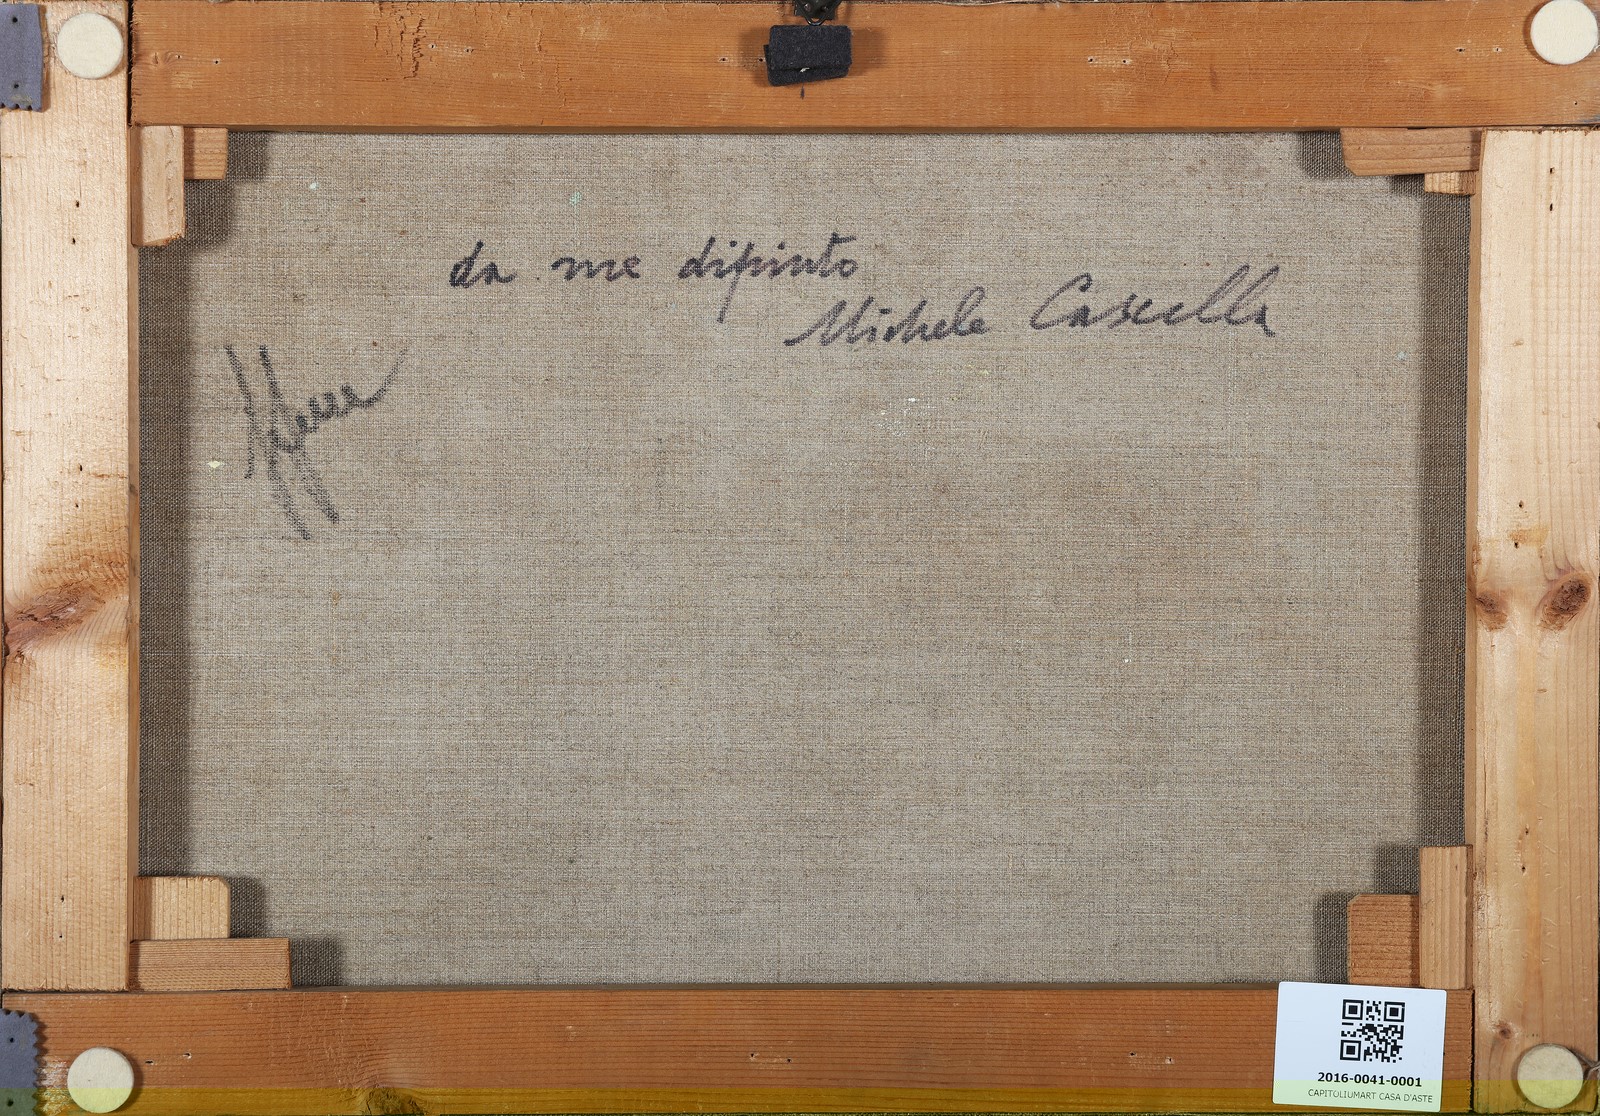 da me dipinto
Michele Cascella
2016-0041-0001
CAPITOLIUMART CASA D'ASTE